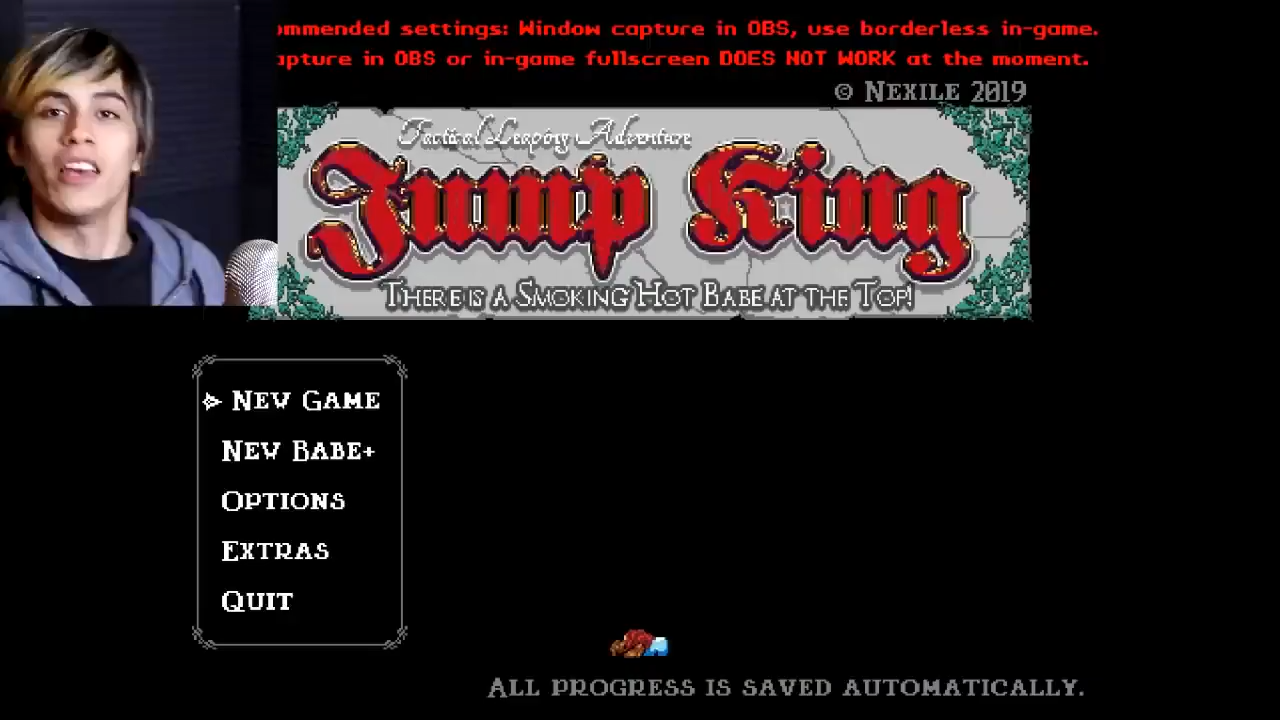 ommended settings: Window capture in OBS, use borderless in-game.
apture in OBS or in-game fullscreen DOES NOT WORK at the moment.
© NEXILE 2019
Tactical Leaping Adventure
Jump King
THERE IS A SMOKING HOT BABE AT THE TOP!
NEW GAME
NEW BABE+
OPTIONS
EXTRAS
QUIT
ALL PROGRESS IS SAVED AUTOMATICALLY.